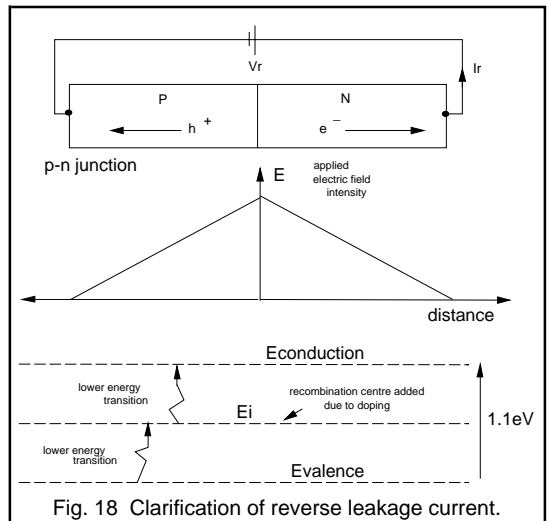 Vr
Ir
P
N
h +
e −
p-n junction
E
applied
electric field
intensity
distance
Econduction
lower energy
transition
recombination centre added
due to doping
Ei
1.1eV
lower energy
transition
Evalence
Fig. 18 Clarification of reverse leakage current.